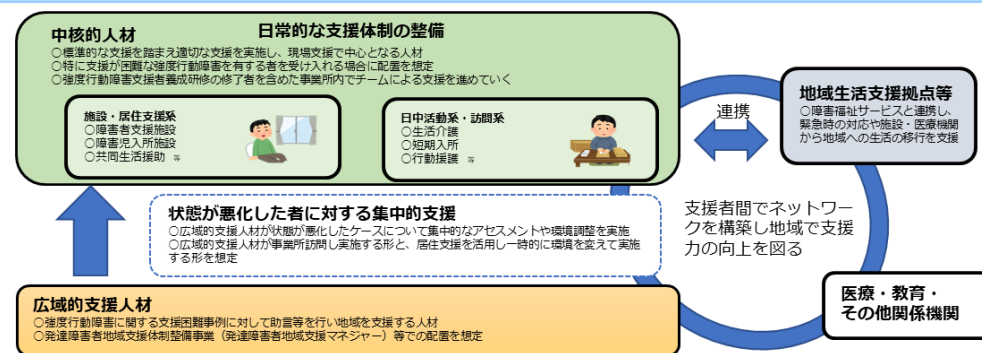 中核的人材
日常的な支援体制の整備
○標準的な支援を踏まえ適切な支援を実施し、現場支援で中心となる人材
○特に支援が困難な強度行動障害を有する者を受け入れる場合に配置を想定
○強度行動障害支援者養成研修の修了者を含めた事業所内でチームによる支援を進めていく
施設・居住支援系
○障害者支援施設
○障害児入所施設
○共同生活援助 等
日中活動系・訪問系
○生活介護
○短期入所
○行動援護 等
連携
地域生活支援拠点等
○障害福祉サービスと連携し、
緊急時の対応や施設・医療機関
から地域への生活の移行を支援
状態が悪化した者に対する集中的支援
○広域的支援人材が状態が悪化したケースについて集中的なアセスメントや環境調整を実施
○広域的支援人材が事業所訪問し実施する形と、居住支援を活用し一時的に環境を変えて実施
する形を想定
支援者間でネットワー
クを構築し地域で支援
力の向上を図る
広域的支援人材
○強度行動障害に関する支援困難事例に対して助言等を行い地域を支援する人材
○発達障害者地域支援体制整備事業（発達障害者地域支援マネジャー）等での配置を想定
医療・教育・
その他関係機関